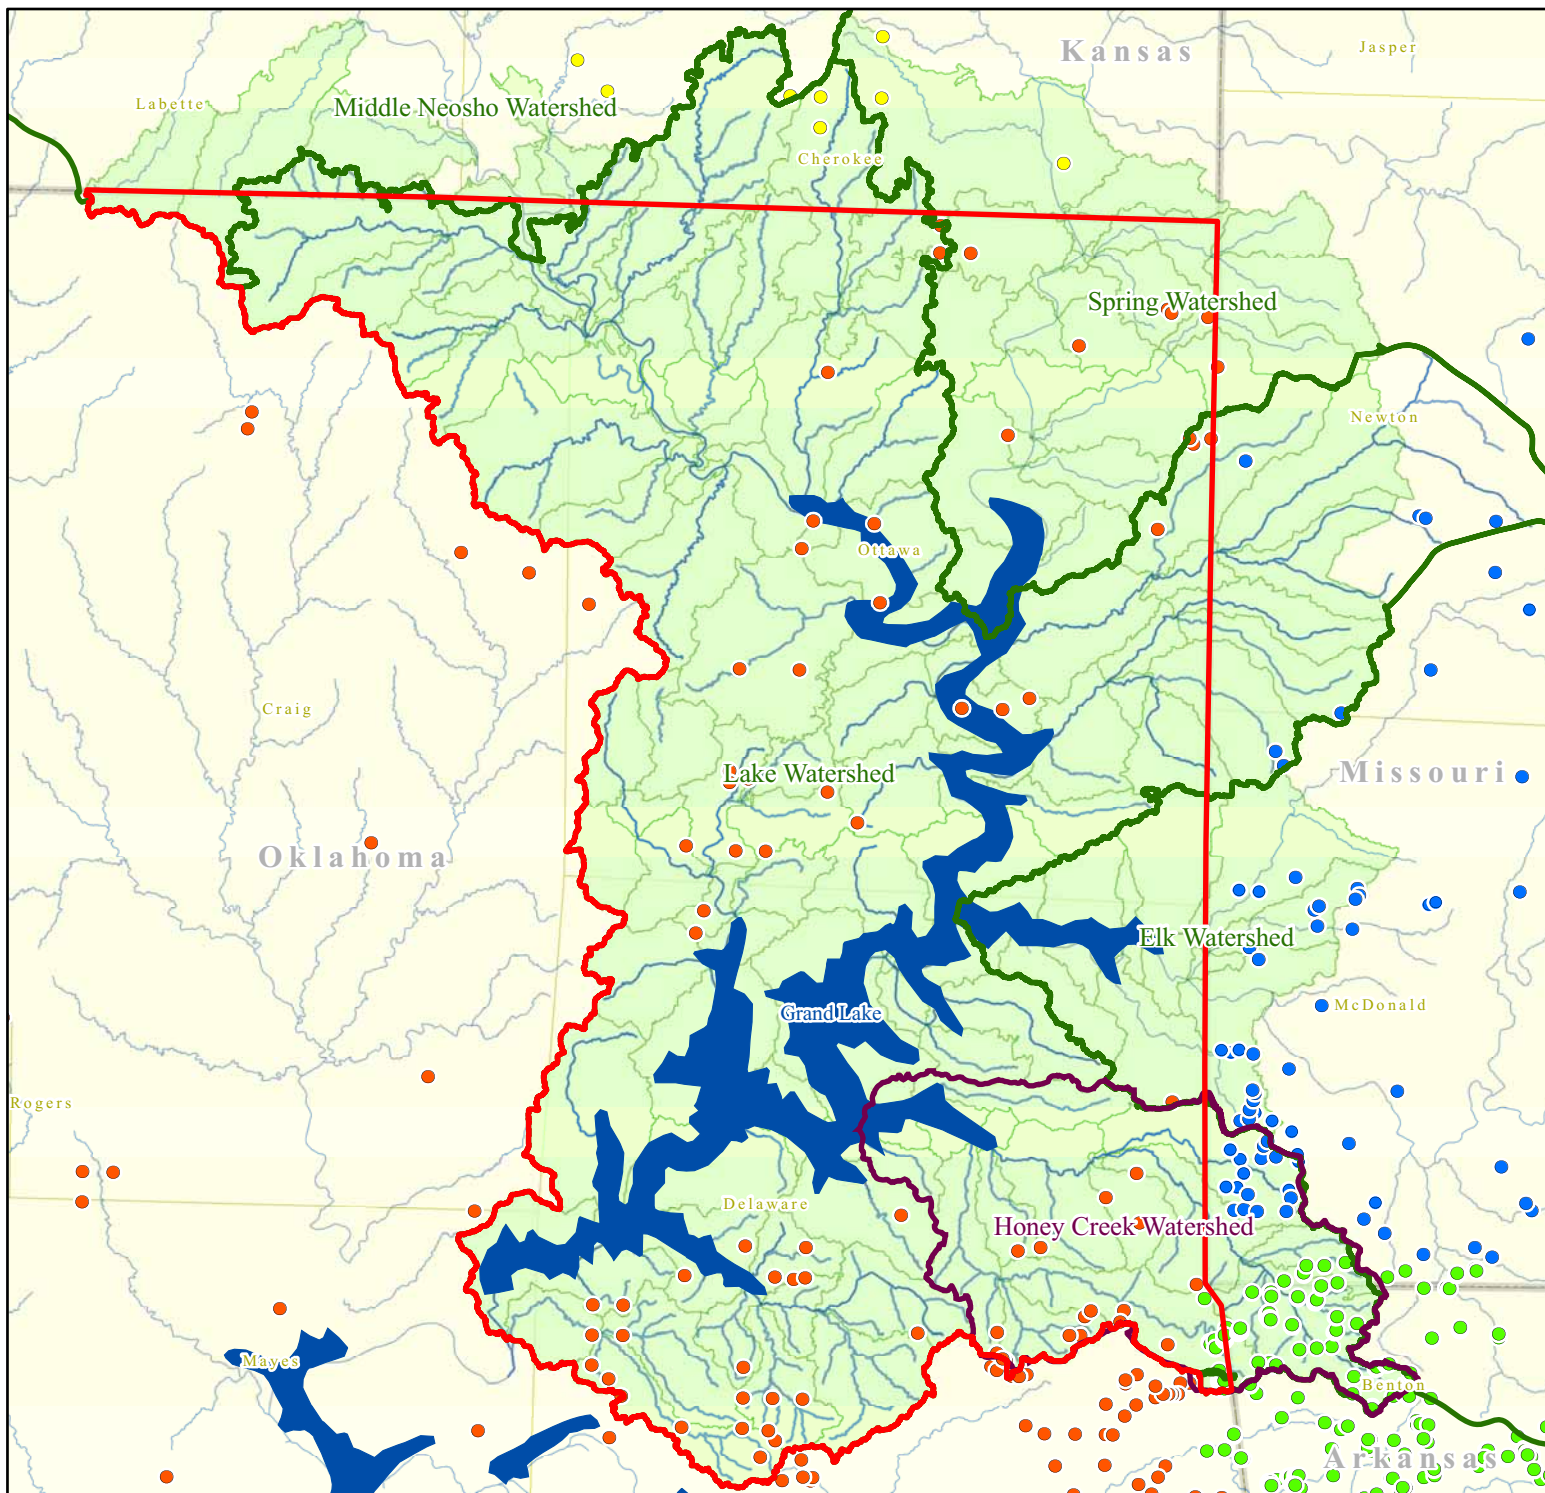 Kansas
Jasper
Labette
Middle Neosho Watershed
Cherokee
Spring Watershed
Newton
Ottawa
Craig
Lake Watershed
Missouri
Oklahoma
Elk Watershed
McDonald
Grand Lake
Rogers
Delaware
Honey Creek Watershed
Mayes
Benton
Arkansas